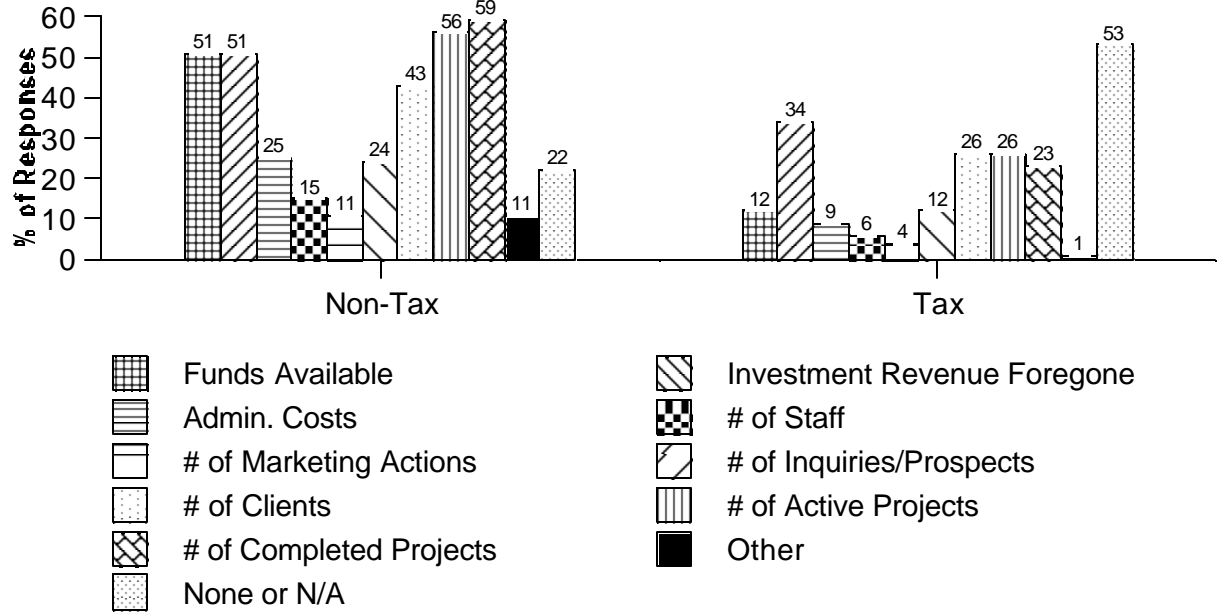 % of Responses
60
50
40
30
20
10
0
51 51 25 15 11 24 43 56 59 11 22
12 34 9 6 4 12 26 26 23 1 53
Non-Tax Tax
Funds Available Investment Revenue Foregone
Admin. Costs # of Staff
# of Marketing Actions # of Inquiries/Prospects
# of Clients # of Active Projects
# of Completed Projects Other
None or N/A